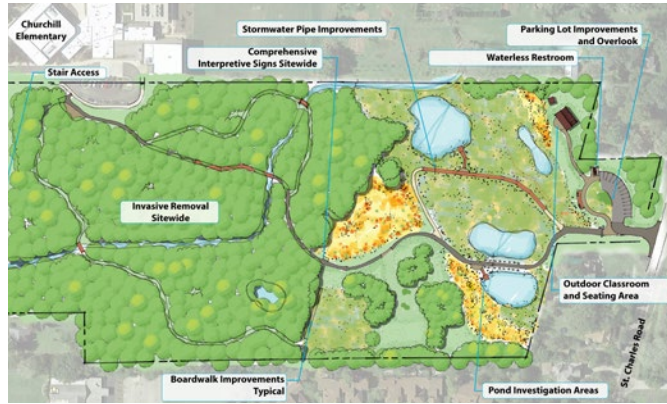 Churchill
Elementary
Stormwater Pipe Improvements
Parking Lot Improvements
and Overlook
Comprehensive
Interpretive Signs Sitewide
Waterless Restroom
Stair Access
Invasive Removal
Sitewide
Outdoor Classroom
and Seating Area
St. Charles Road
Boardwalk Improvements
Typical
Pond Investigation Areas